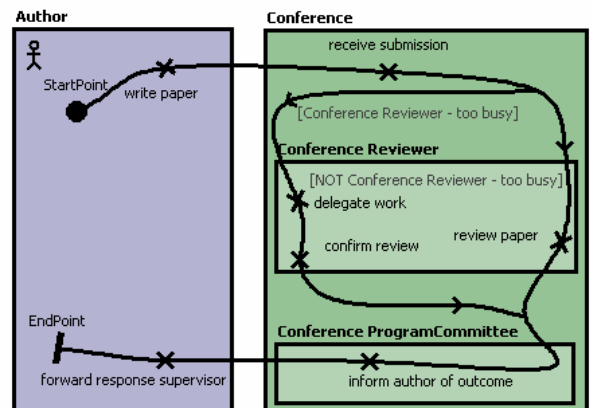 Author
Conference
receive submission
StartPoint
write paper
[Conference Reviewer - too busy]
Conference Reviewer
[NOT Conference Reviewer - too busy]
delegate work
review paper
confirm review
EndPoint
Conference ProgramCommittee
forward response supervisor
inform author of outcome